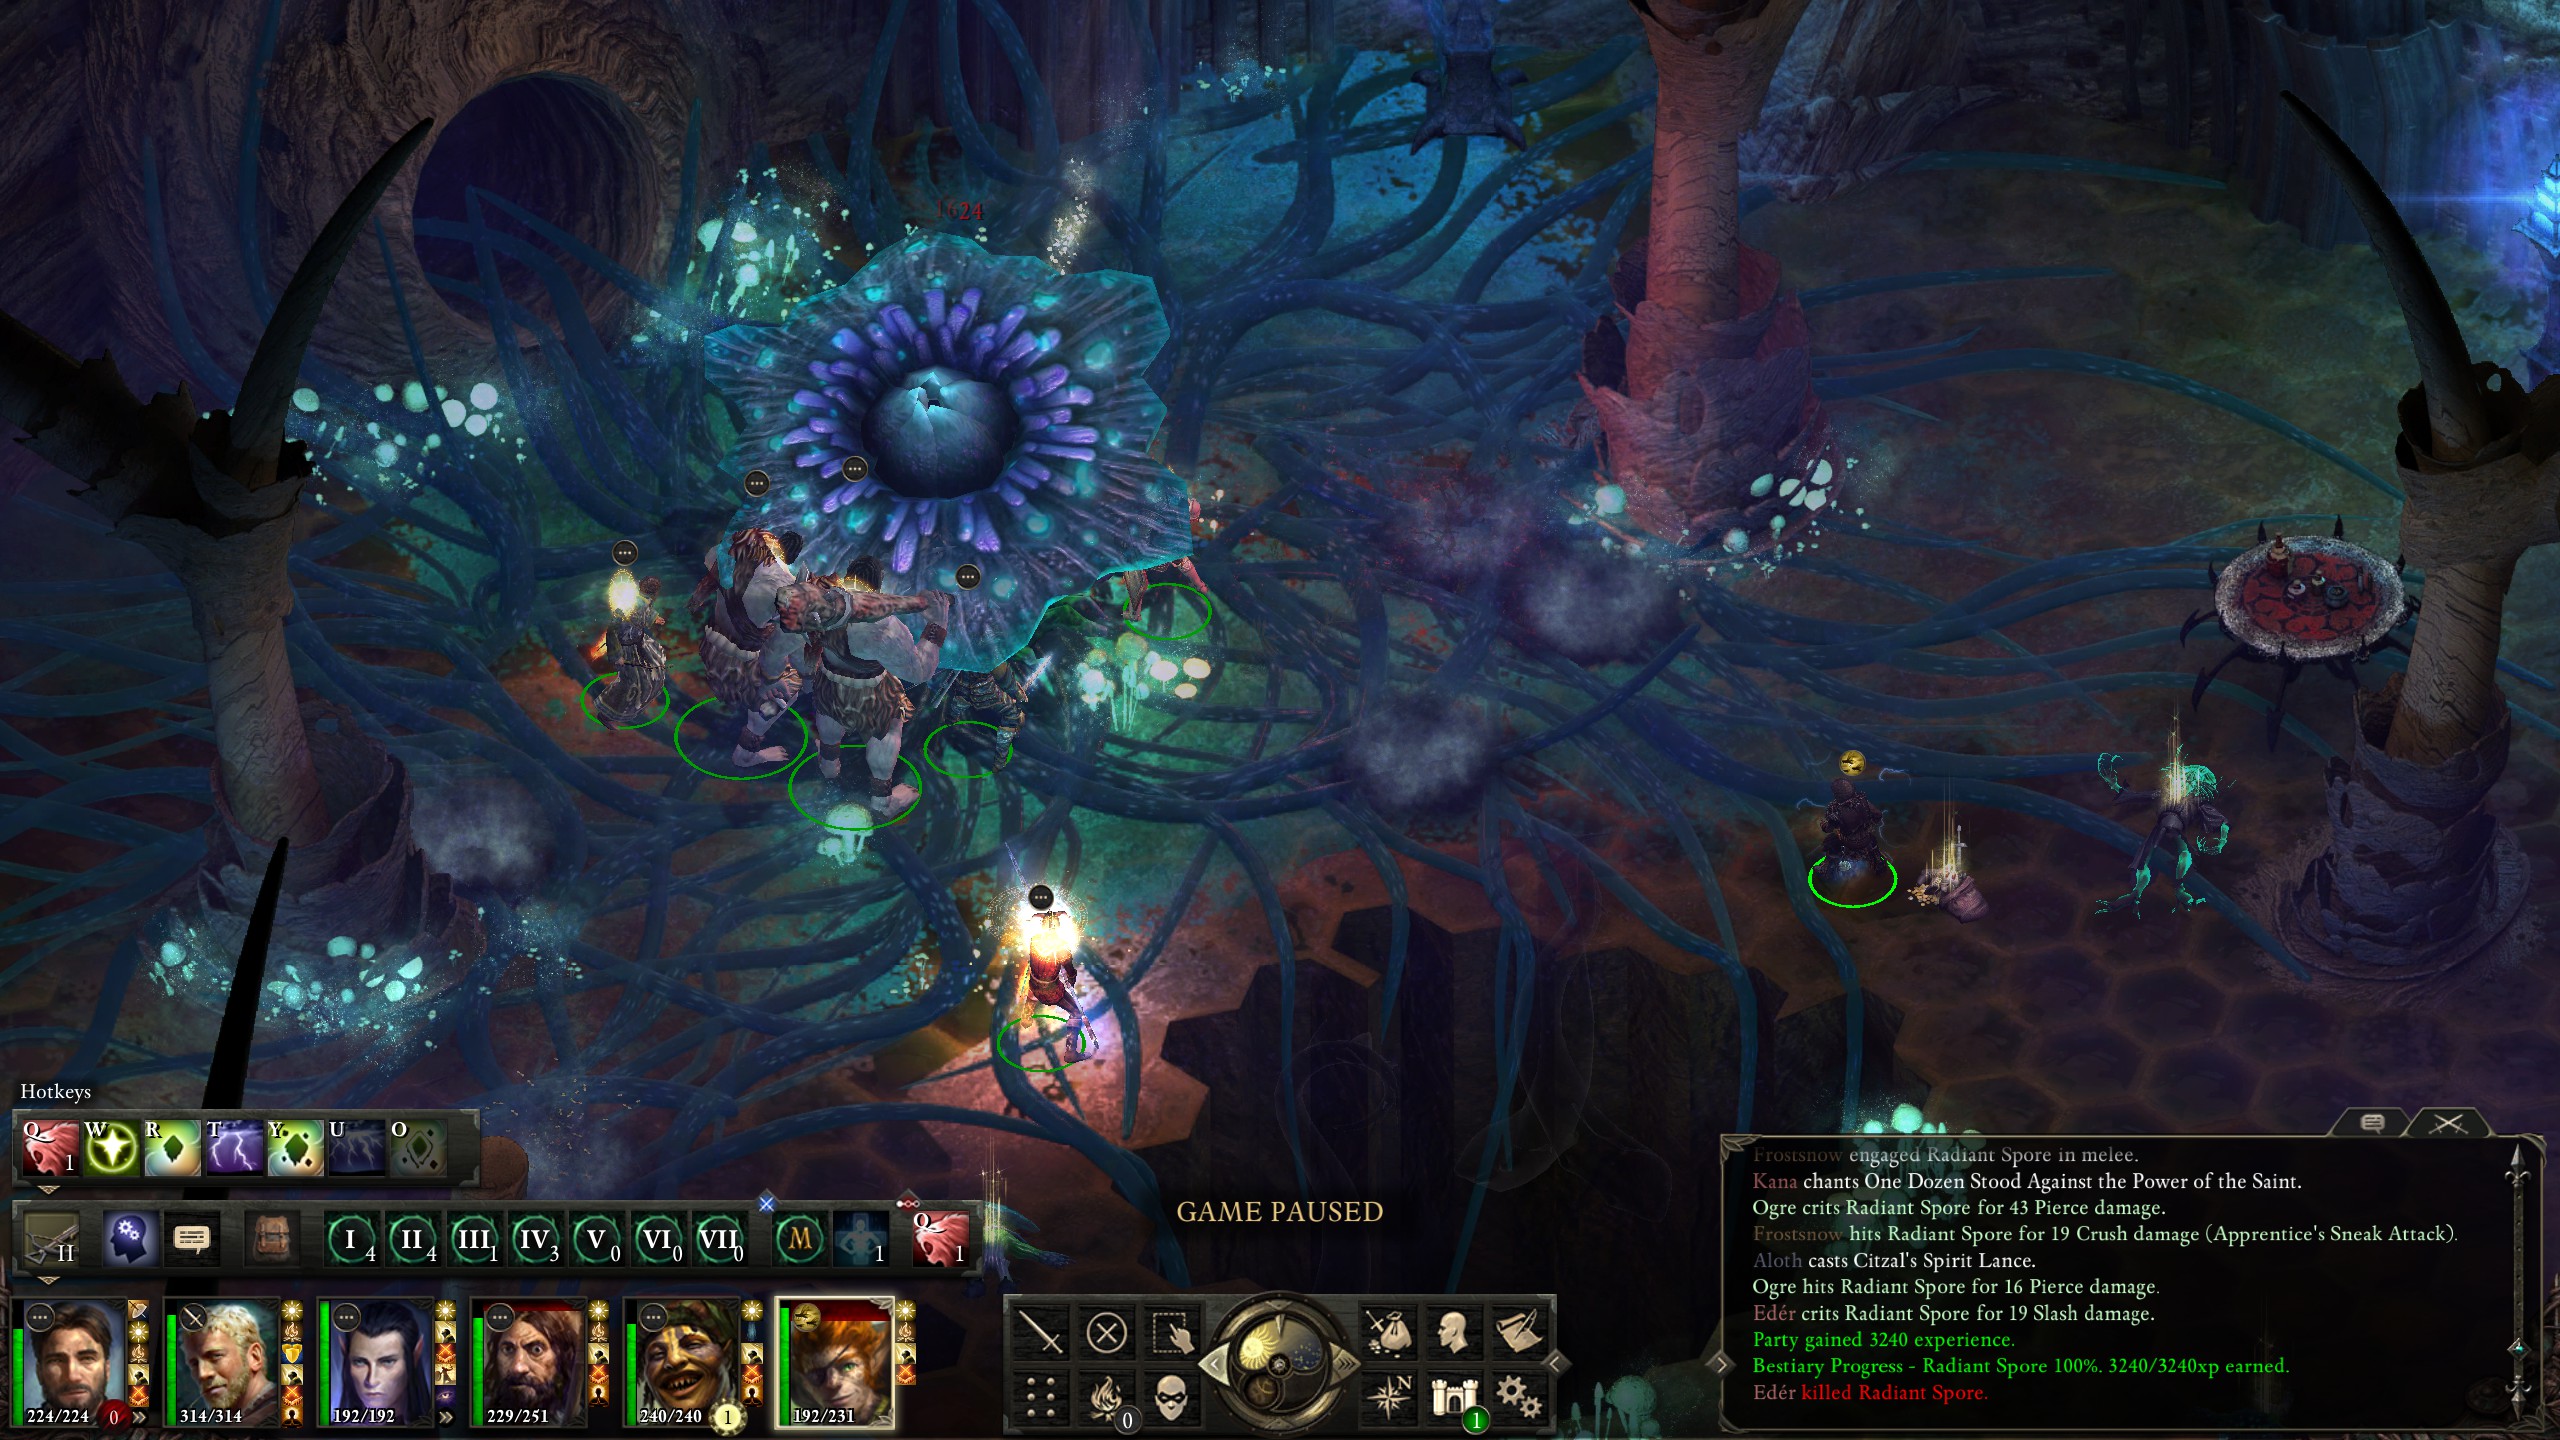 1624
Hotkeys
Q W R T Y U O
1
GAME PAUSED
II I 4 II 4 III 1 IV 3 V 0 VI 0 VII 0 M 1 Q 1
224/224 0 314/314 192/192 229/251 240/240 1 192/231
N
0 1
Frostsnow engaged Radiant Spore in melee.
Kana chants One Dozen Stood Against the Power of the Saint.
Ogre crits Radiant Spore for 43 Pierce damage.
Frostsnow hits Radiant Spore for 19 Crush damage (Apprentice's Sneak Attack).
Aloth casts Citzal's Spirit Lance.
Ogre hits Radiant Spore for 16 Pierce damage.
Edér crits Radiant Spore for 19 Slash damage.
Party gained 3240 experience.
Bestiary Progress - Radiant Spore 100%. 3240/3240xp earned.
Edér killed Radiant Spore.